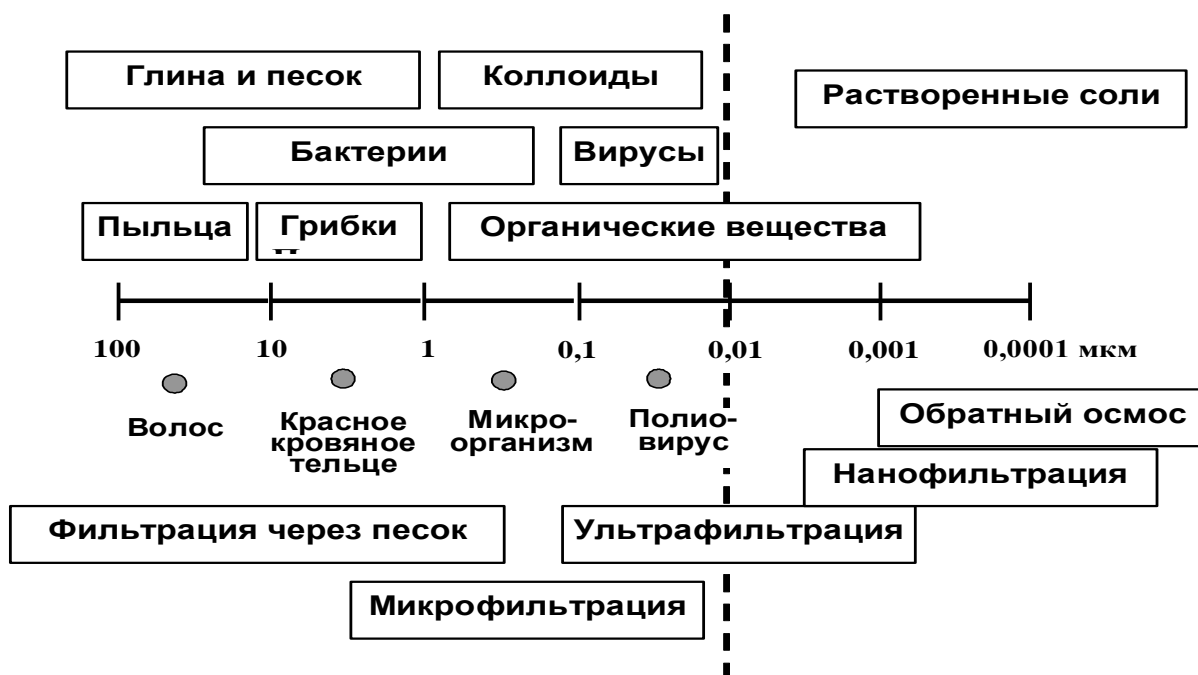 Глина и песок
Коллоиды
Растворенные соли
Бактерии
Вирусы
Пыльца
Грибки
Органические вещества
100 10 1 0,1 0,01 0,001 0,0001 мкм
Волос
Красное
кровяное
тельце
Микро-
организм
Полио-
вирус
Обратный осмос
Нанофильтрация
Фильтрация через песок
Ультрафильтрация
Микрофильтрация